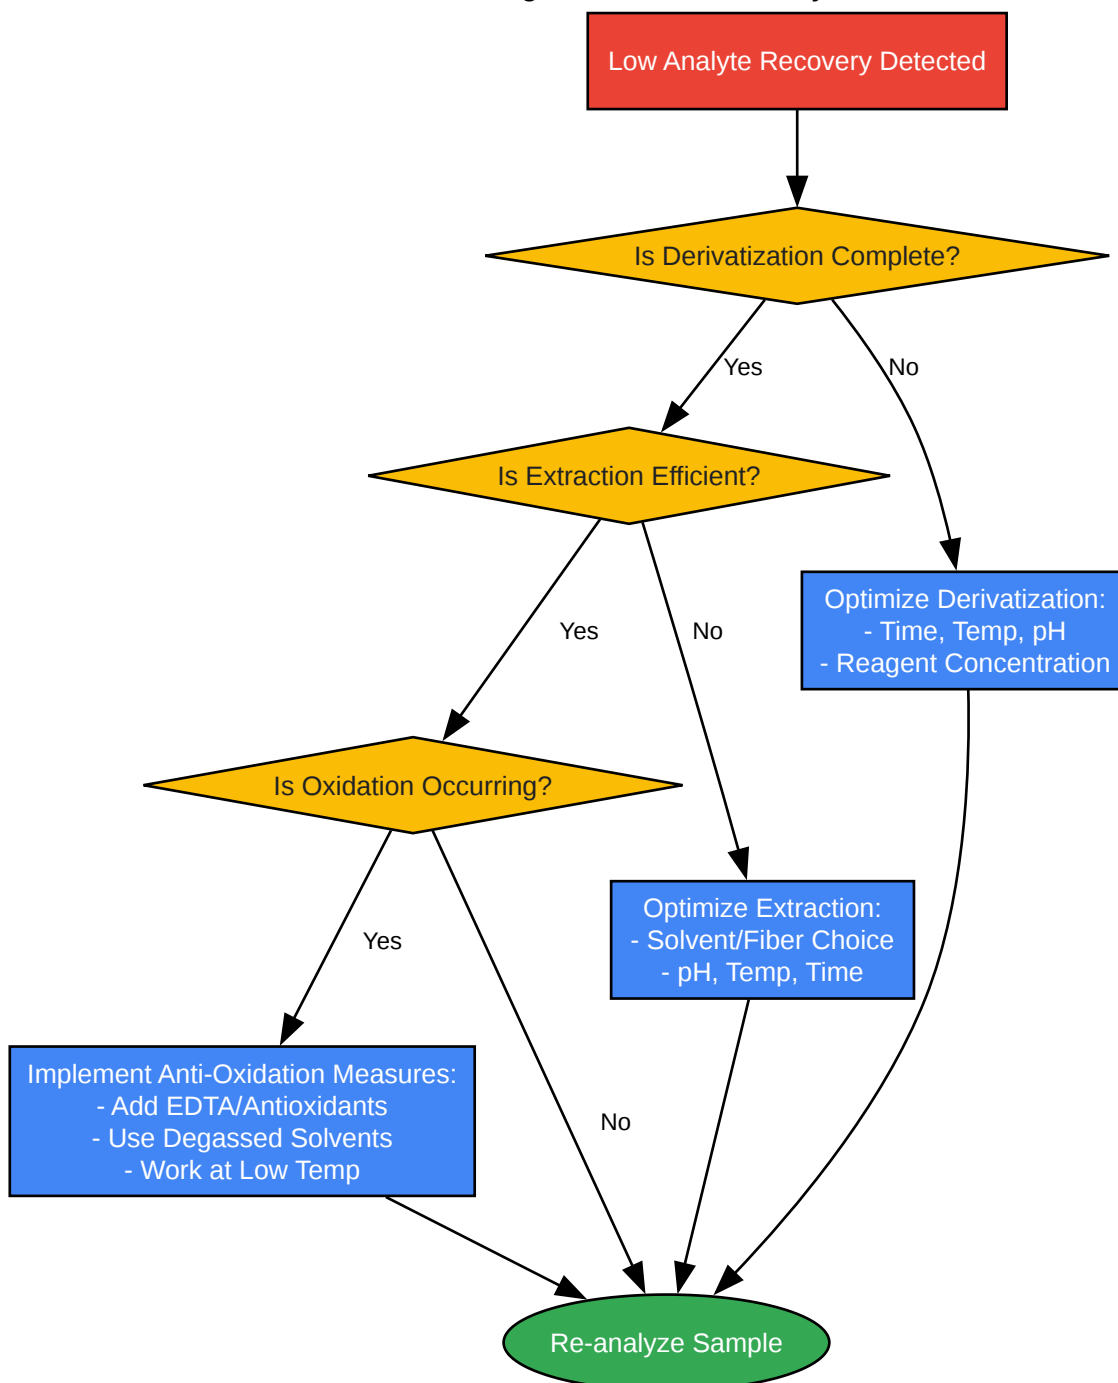 Low Analyte Recovery Detected
Is Derivatization Complete?
Yes
No
Is Extraction Efficient?
Optimize Derivatization:
- Time, Temp, pH
- Reagent Concentration
Yes
No
Is Oxidation Occurring?
Optimize Extraction:
- Solvent/Fiber Choice
- pH, Temp, Time
Yes
Implement Anti-Oxidation Measures:
- Add EDTA/Antioxidants
- Use Degassed Solvents
- Work at Low Temp
No
Re-analyze Sample